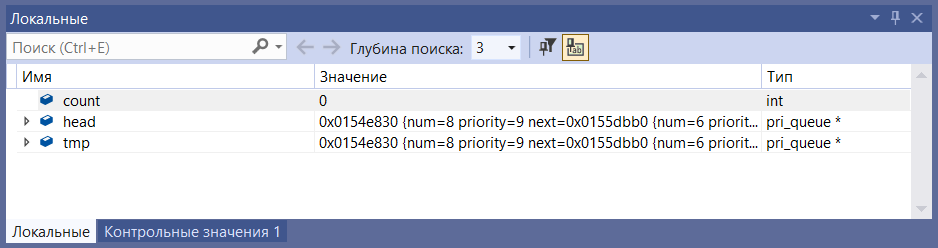 Локальные
Поиск (Ctrl+E) Глубина поиска: 3
Имя Значение Тип
count 0 int
head 0x0154e830 {num=8 priority=9 next=0x0155dbb0 {num=6 priorit... pri_queue *
tmp 0x0154e830 {num=8 priority=9 next=0x0155dbb0 {num=6 priorit... pri_queue *
Локальные Контрольные значения 1